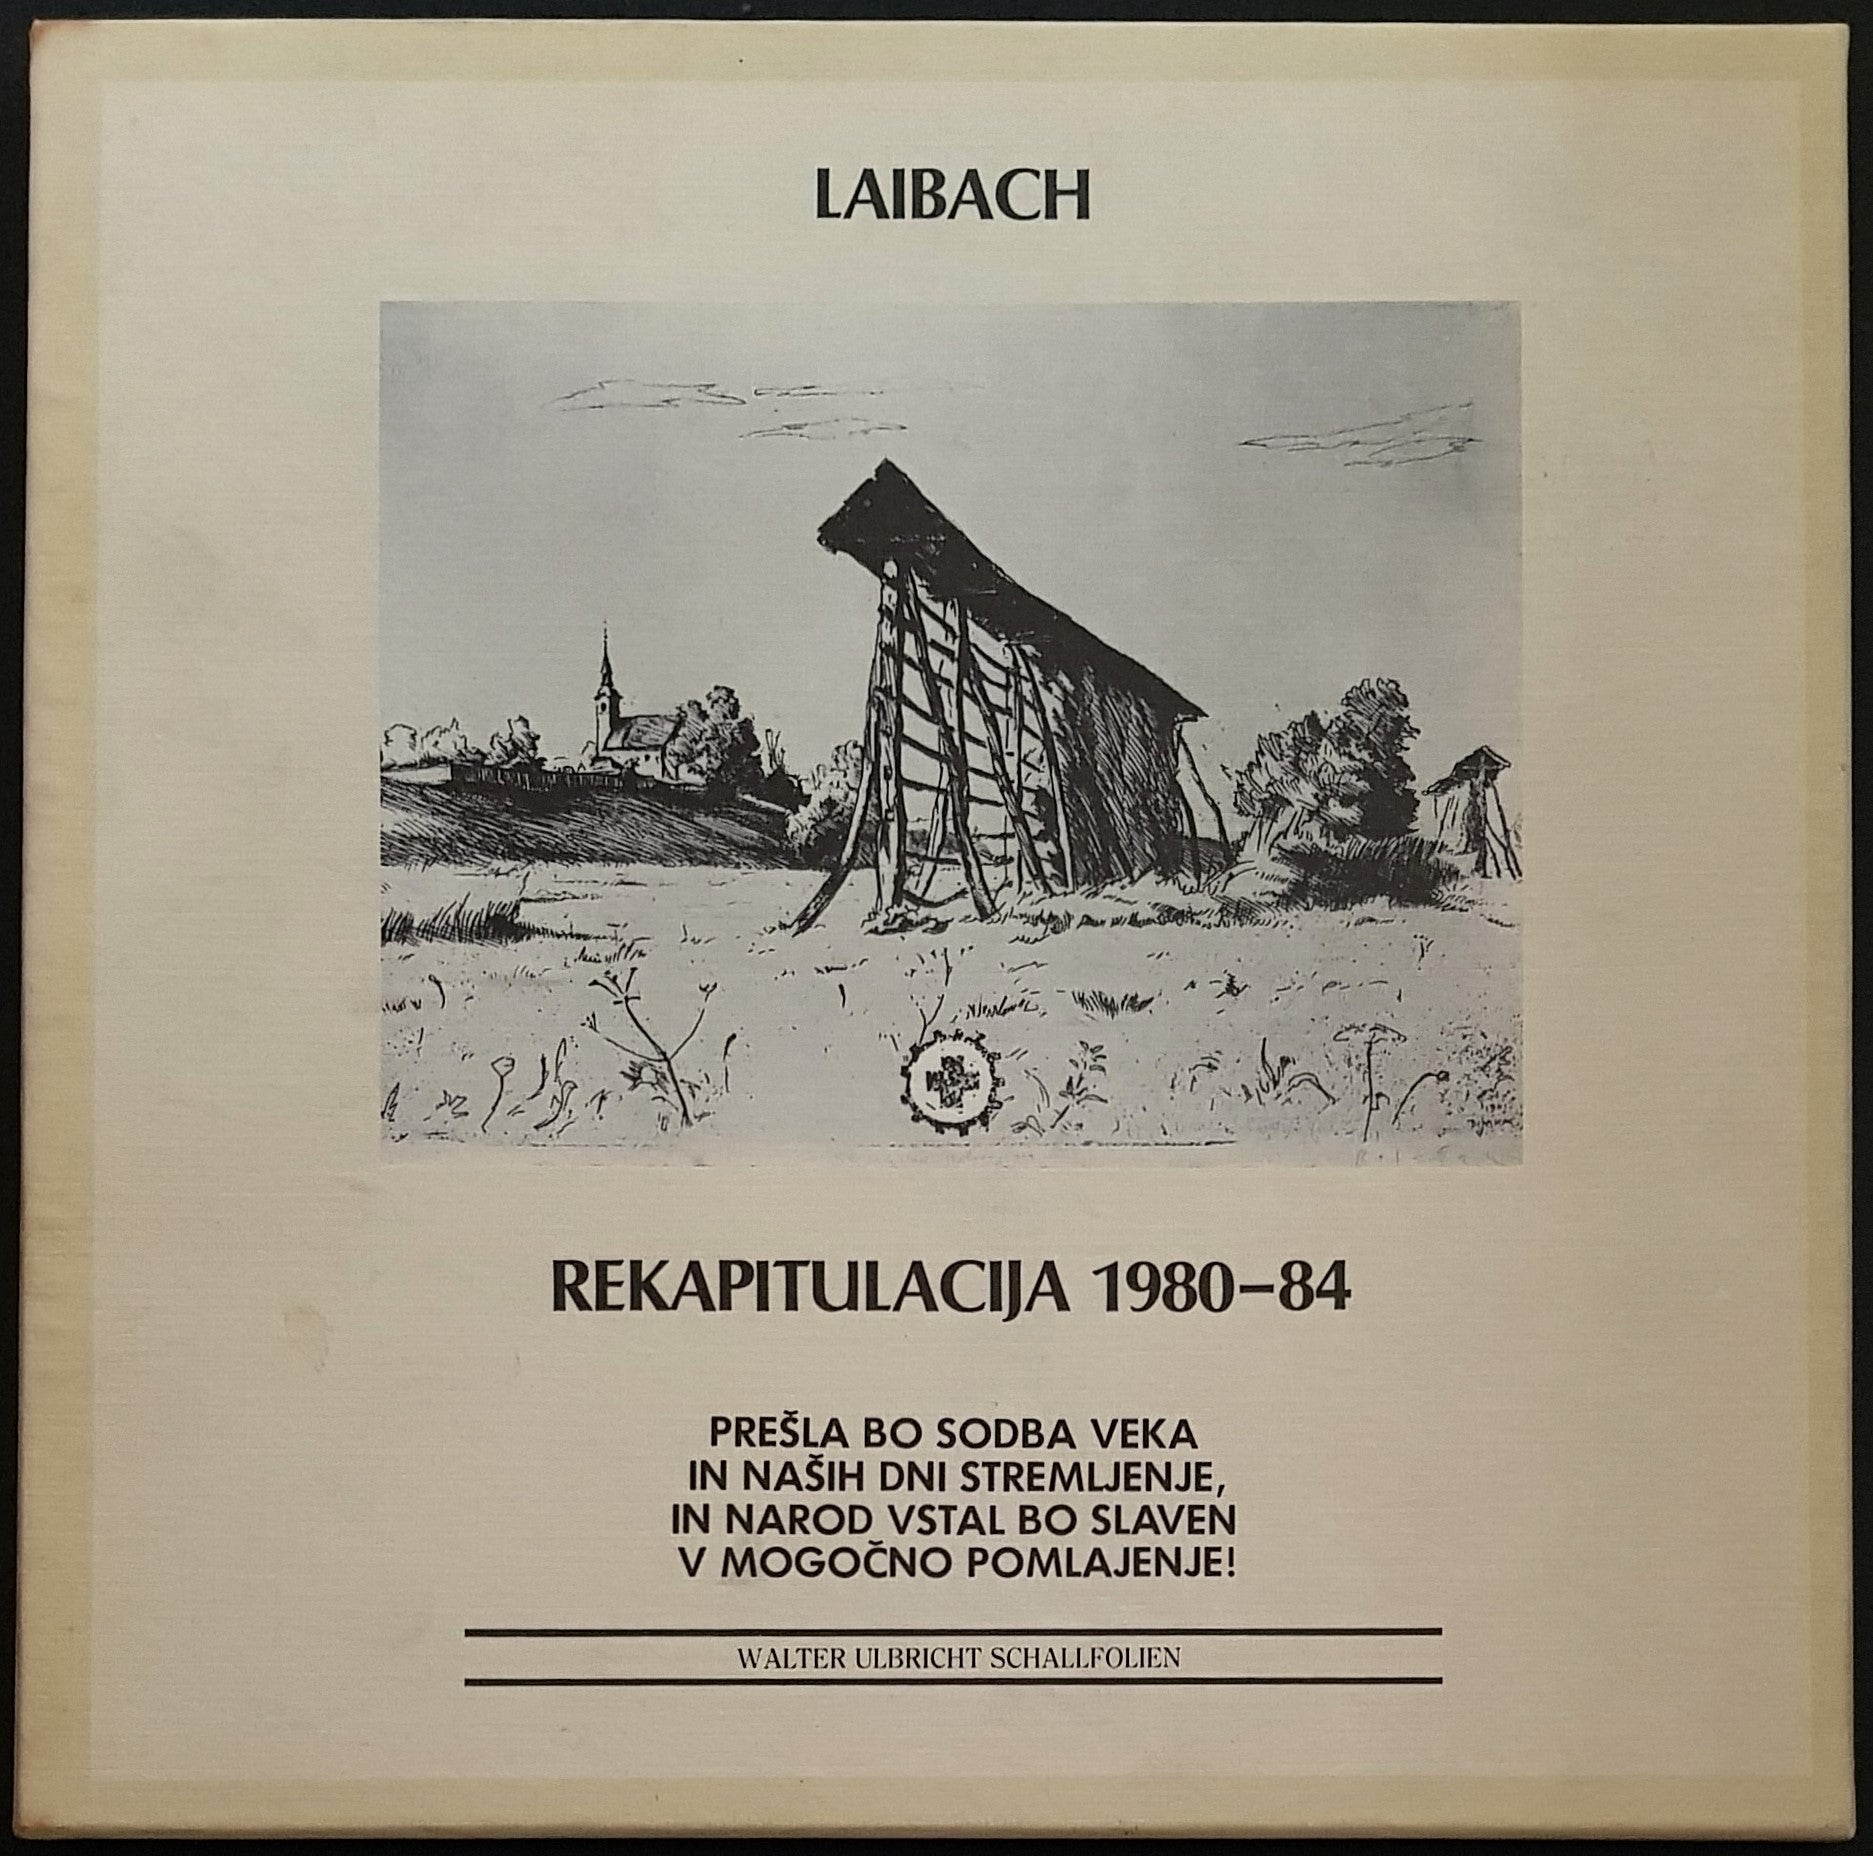 LAIBACH
REKAPITULACIJA 1980–84
PREŠLA BO SODBA VEKA
IN NAŠIH DNI STREMLJENJE,
IN NAROD VSTAL BO SLAVEN
V MOGOČNO POMLAJENJE!
WALTER ULBRICHT SCHALLFOLIEN